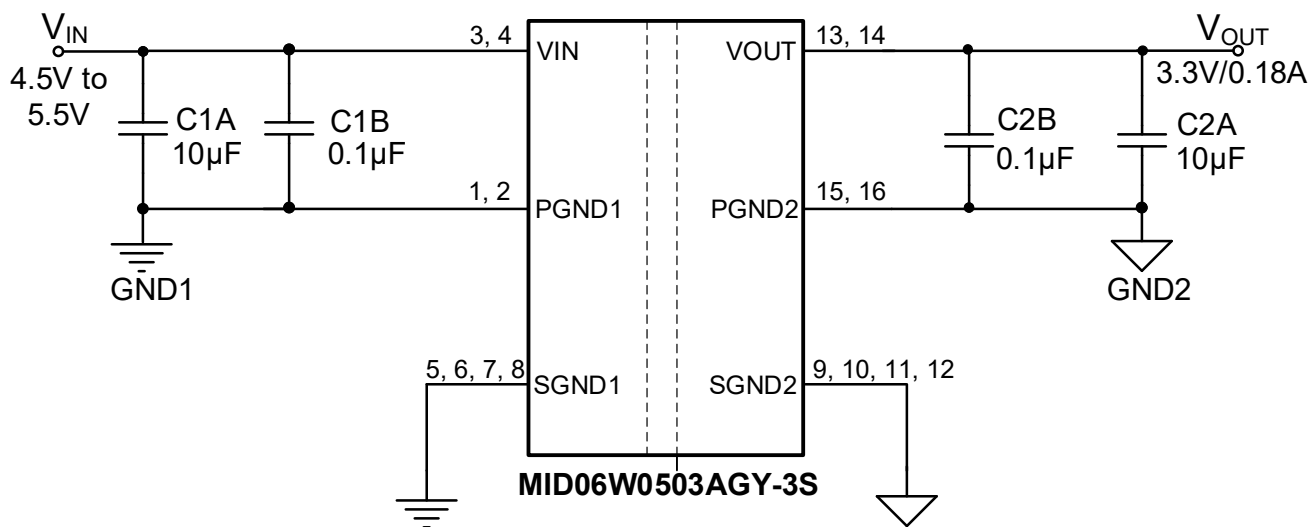 VIN
4.5V to
5.5V
C1A
10µF
C1B
0.1µF
3, 4
1, 2
5, 6, 7, 8
GND1
VIN
PGND1
SGND1
VOUT
PGND2
SGND2
13, 14
15, 16
9, 10, 11, 12
C2B
0.1µF
C2A
10µF
VOUT
3.3V/0.18A
GND2
MID06W0503AGY-3S